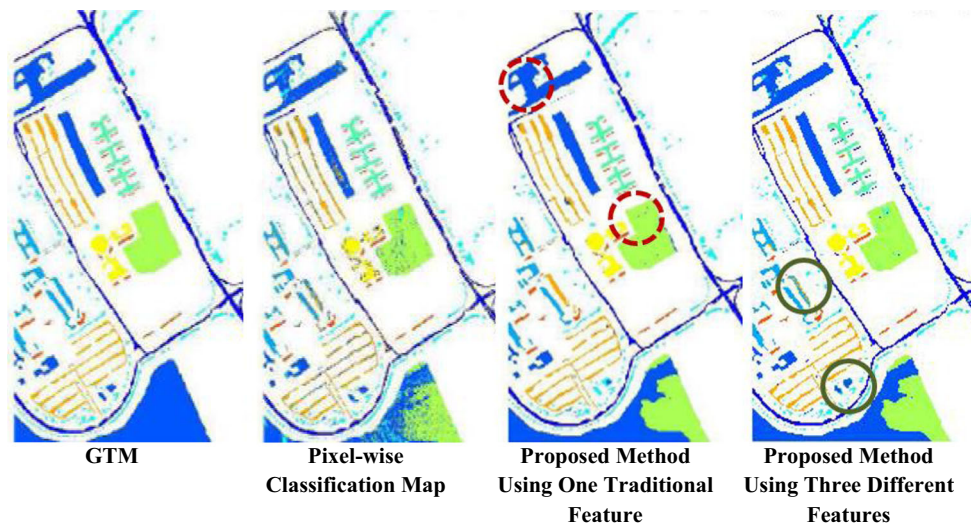 GTM
Pixel-wise
Classification Map
Proposed Method
Using One Traditional
Feature
Proposed Method
Using Three Different
Features